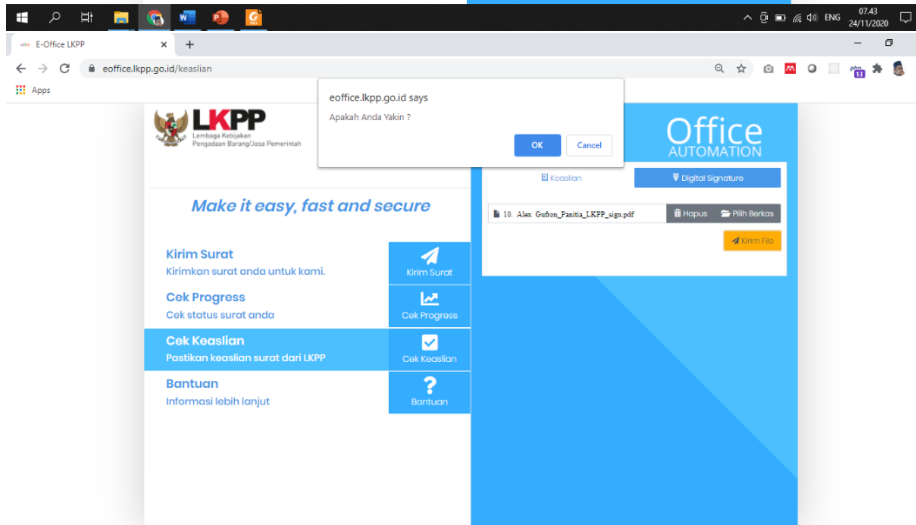 ENG
07.43
24/11/2020
E-Office LKPP
eoffice.lkpp.go.id/keaslian
Apps
eoffice.lkpp.go.id says
Apakah Anda Yakin ?
OK Cancel
LKPP
Lembaga Kebijakan
Pengadaan Barang/Jasa Pemerintah
Office
AUTOMATION
Keaslian Digital Signature
Make it easy, fast and secure
10. Alex Gufron_Panitia_LKPP_sign.pdf Hapus Pilih Berkas
Kirim File
Kirim Surat
Kirimkan surat anda untuk kami.
Kirim Surat
Cek Progress
Cek status surat anda
Cek Progress
Cek Keaslian
Pastikan keaslian surat dari LKPP
Cek Keaslian
Bantuan
Informasi lebih lanjut
Bantuan